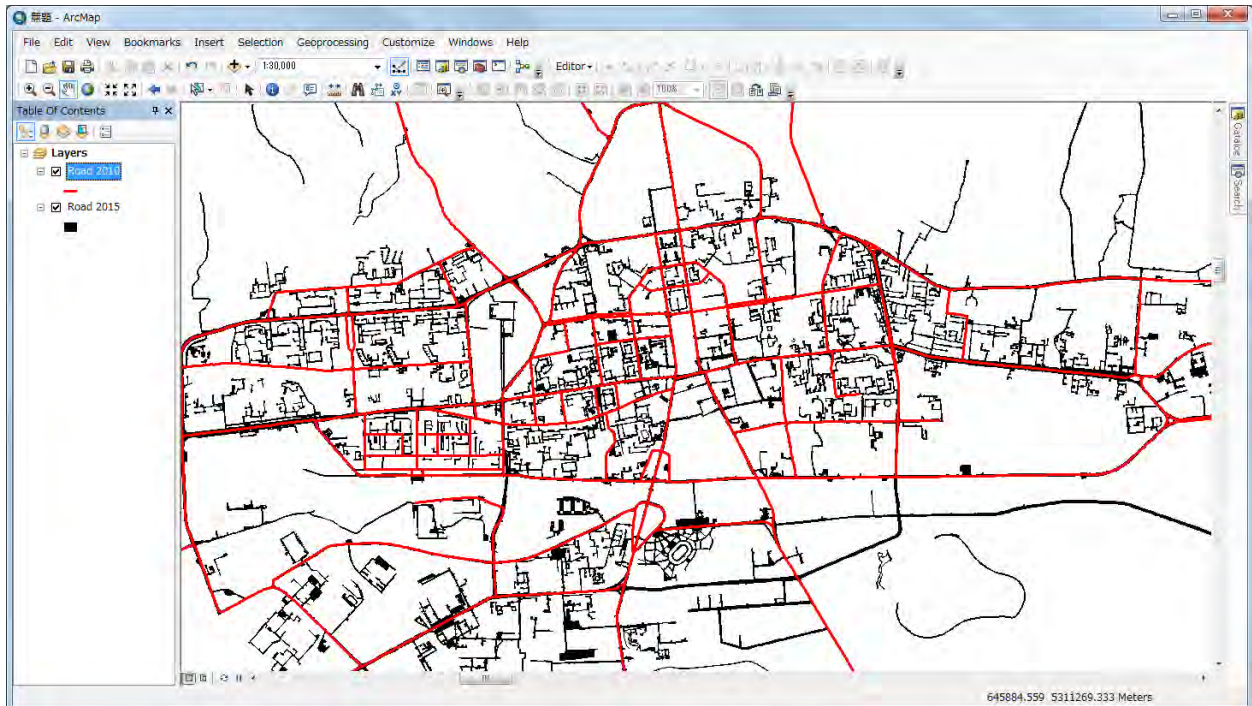 無題 - ArcMap
File Edit View Bookmarks Insert Selection Geoprocessing Customize Windows Help
1:30,000
Editor
100%
Table Of Contents
Layers
Road 2010
Road 2015
Catalog
Search
645884.559 5311269.333 Meters